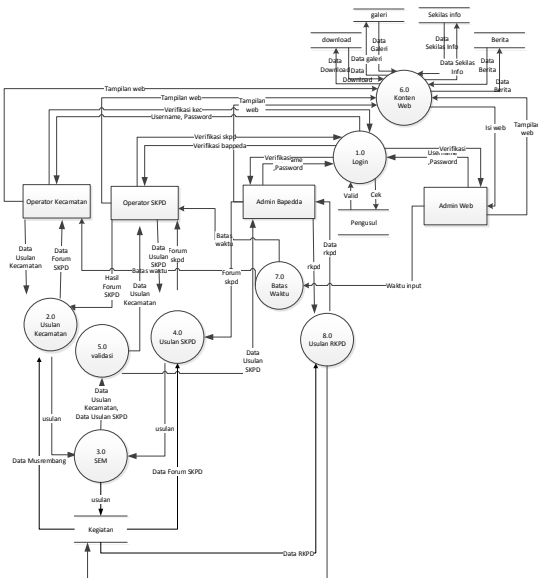 galeri
Sekilas info
download
Berita
Data
Galeri
Data
Sekilas Info
Data
Download
Data galeri
Data
Download
Data Sekilas
Info
Data
Berita
Data
Berita
6.0
Konten
Web
Tampilan web
Tampilan web
Tampilan
web
Verifikasi kec
Username, Password
Isi web
Tampilan
web
Verifikasi skpd
Verifikasi bappeda
1.0
Login
Verifikasi
,Password
Verifikasi
,Password
Operator Kecamatan
Operator SKPD
Admin Bapedda
Valid
Cek
Pengusul
Admin Web
Data
Usulan
Kecamatan
Data
Forum
SKPD
Data
Usulan
SKPD
Forum
skpd
Batas
waktu
Data
rkpd
rkpd
Hasil
Forum
SKPD
Batas waktu
Data
Usulan
Kecamatan
Forum
skpd
7.0
Batas
Waktu
Waktu input
2.0
Usulan
Kecamatan
5.0
validasi
4.0
Usulan SKPD
8.0
Usulan RKPD
Data
Usulan
SKPD
Data
Usulan
Kecamatan,
Data Usulan SKPD
usulan
usulan
3.0
SEM
Data Musrembang
Data Forum SKPD
usulan
Kegiatan
Data RKPD